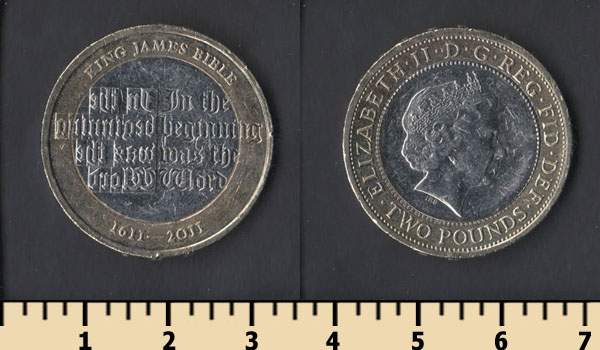 KING JAMES BIBLE
In the
beginning
was the
Word
1611 - 2011
ELIZABETH·II·D·G·REG·FID·DEF·
TWO POUNDS
IRB
1 2 3 4 5 6 7